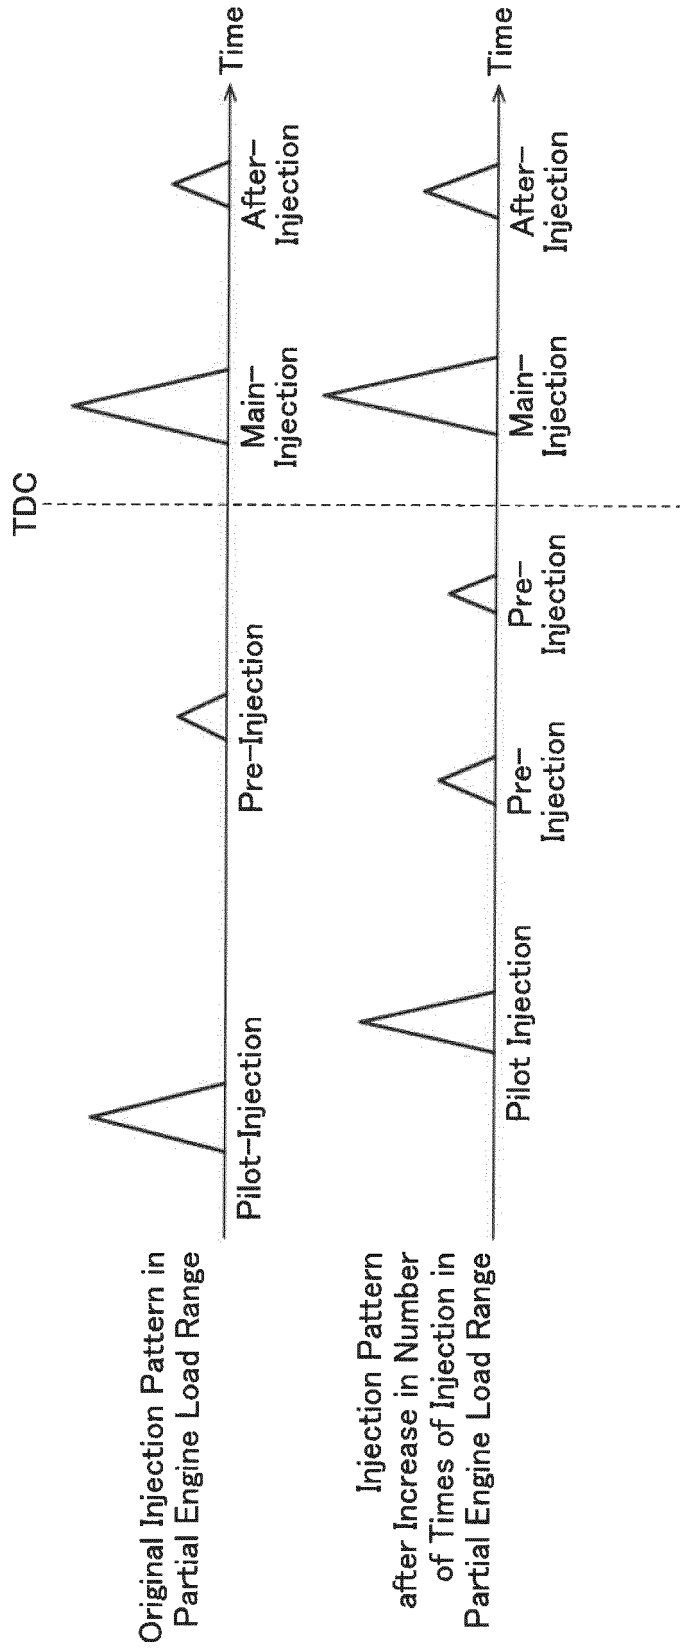 TDC
Original Injection Pattern in
Partial Engine Load Range
Pilot-Injection
Pre-Injection
Main-
Injection
After-
Injection
Time
Injection Pattern
after Increase in Number
of Times of Injection in
Partial Engine Load Range
Pilot Injection
Pre-
Injection
Pre-
Injection
Main-
Injection
After-
Injection
Time